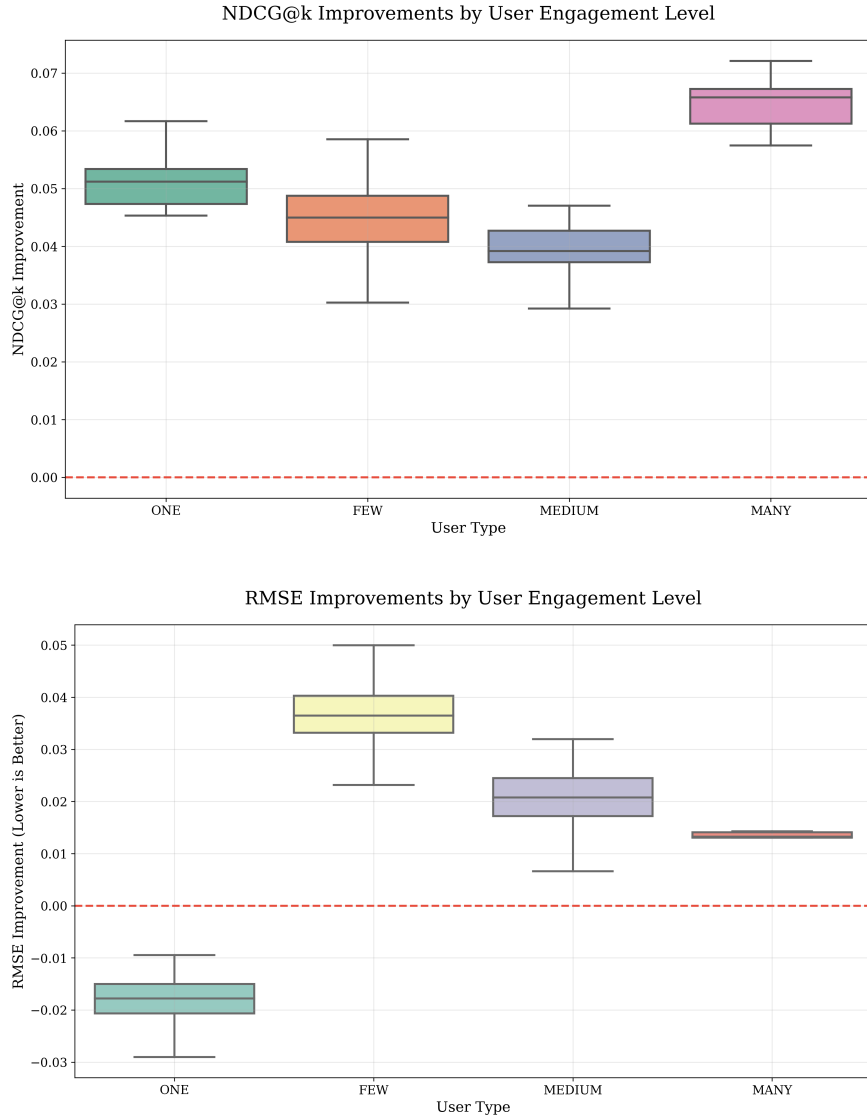 NDCG@k Improvements by User Engagement Level
NDCG@k Improvement
0.07
0.06
0.05
0.04
0.03
0.02
0.01
0.00
ONE FEW MEDIUM MANY
User Type
RMSE Improvements by User Engagement Level
RMSE Improvement (Lower is Better)
0.05
0.04
0.03
0.02
0.01
0.00
−0.01
−0.02
−0.03
ONE FEW MEDIUM MANY
User Type